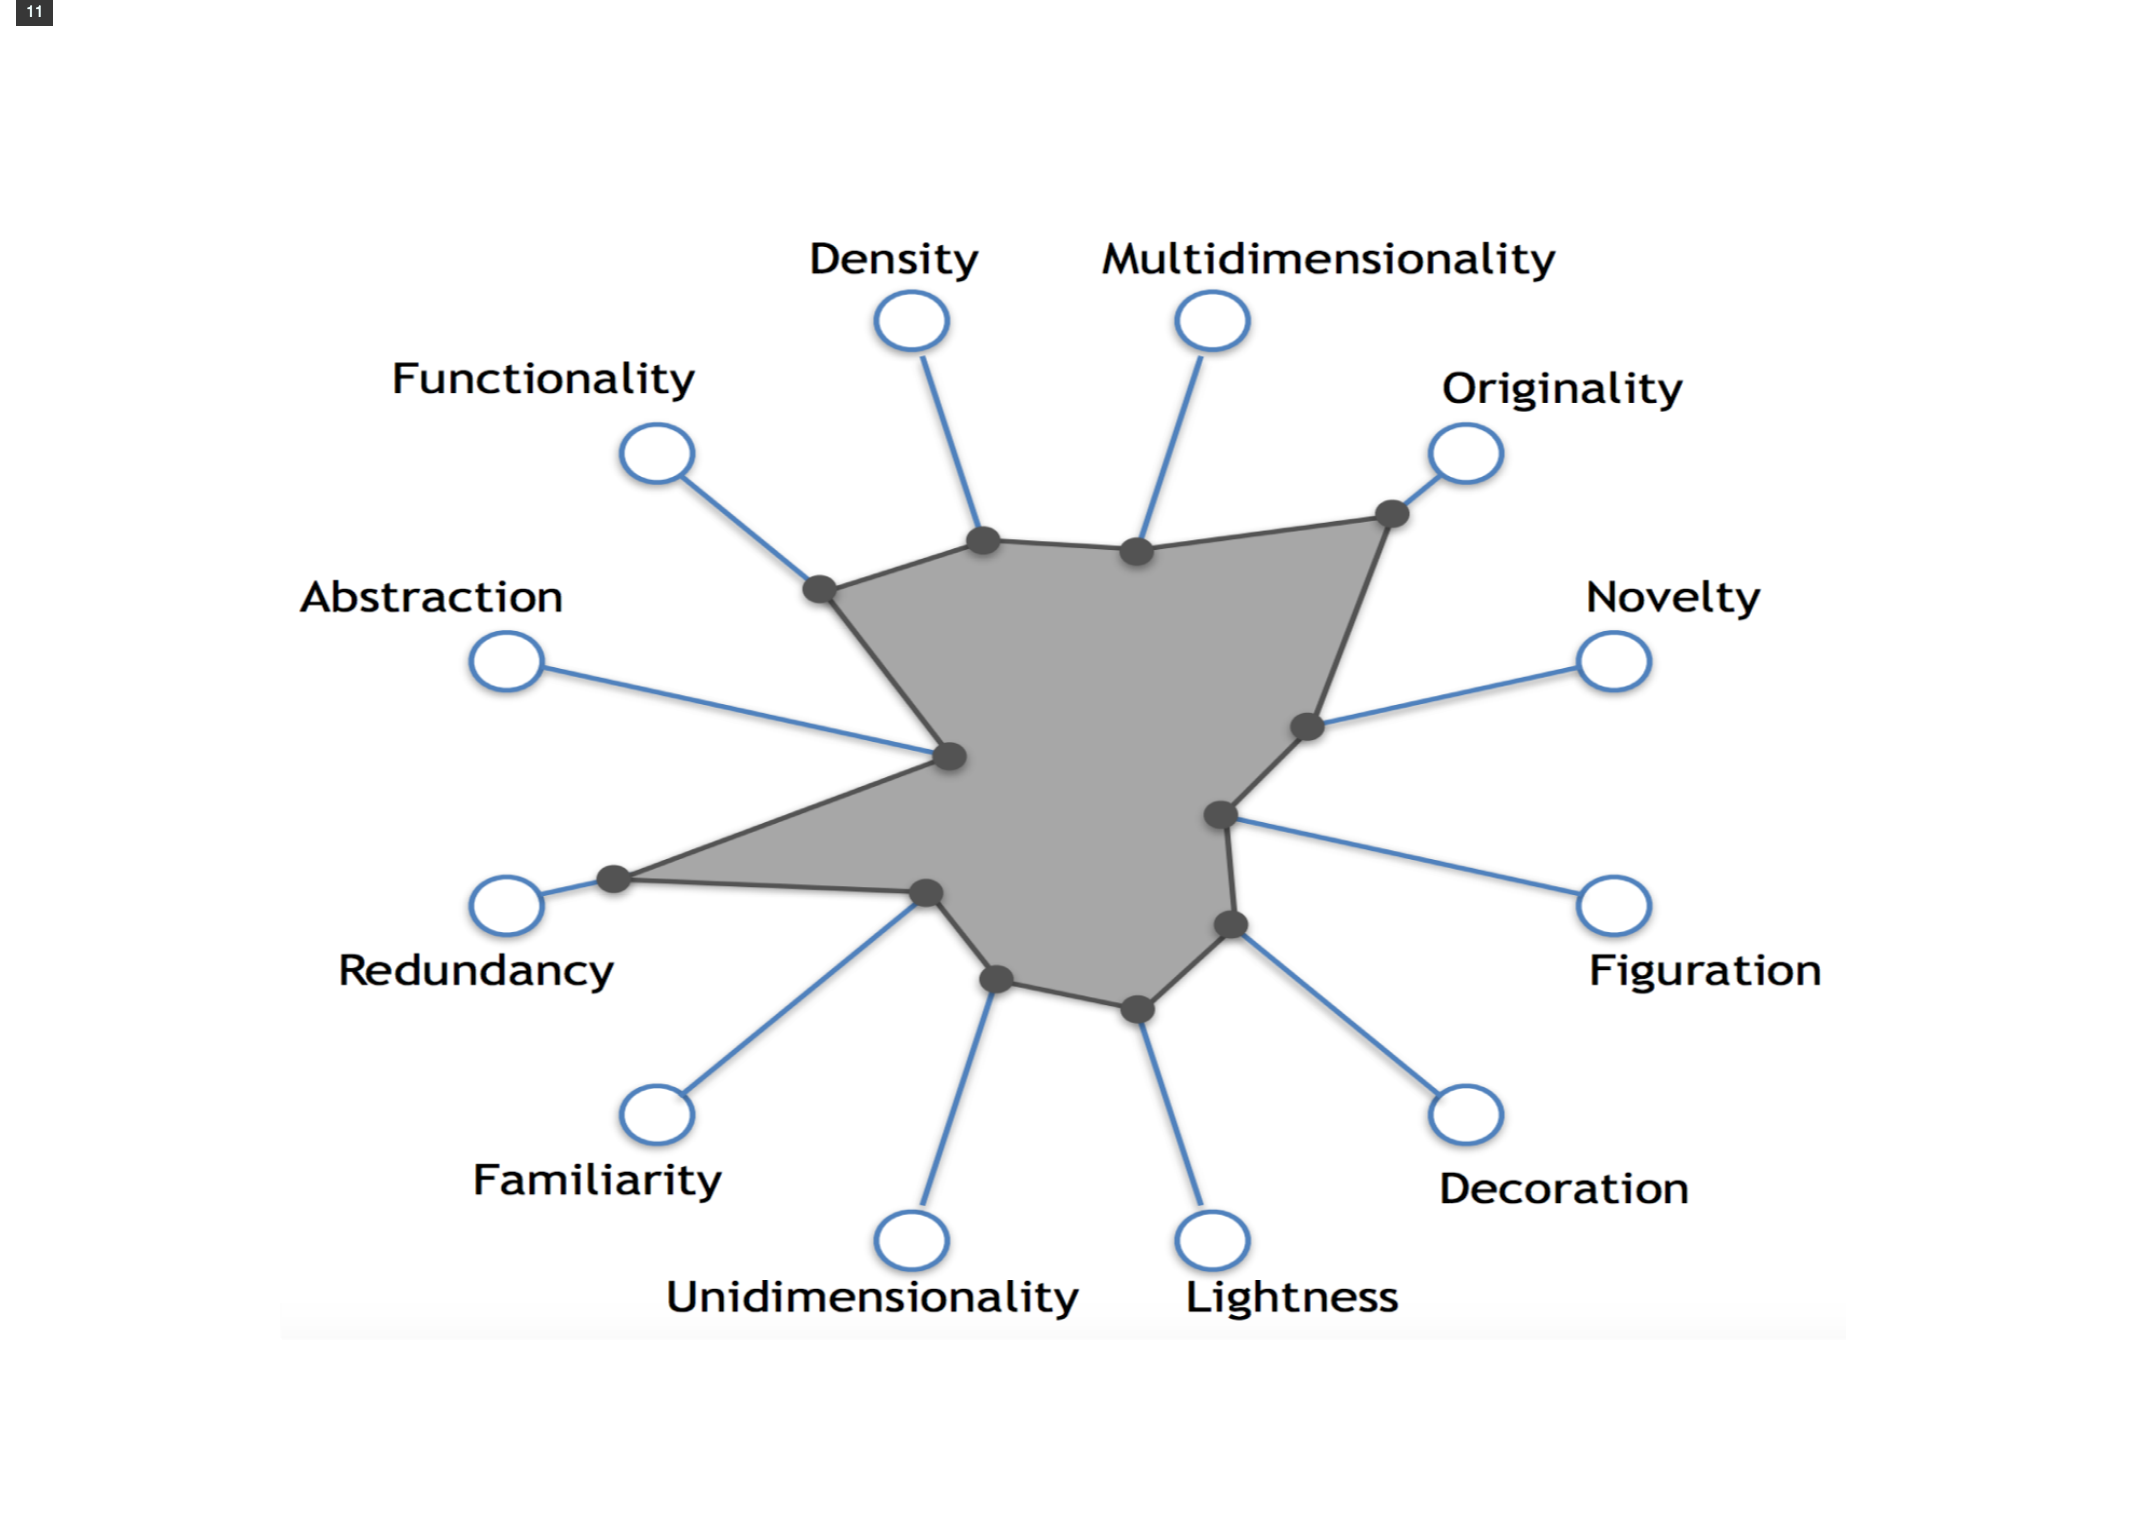 11
Density
Multidimensionality
Functionality
Originality
Abstraction
Novelty
Redundancy
Figuration
Familiarity
Decoration
Unidimensionality
Lightness